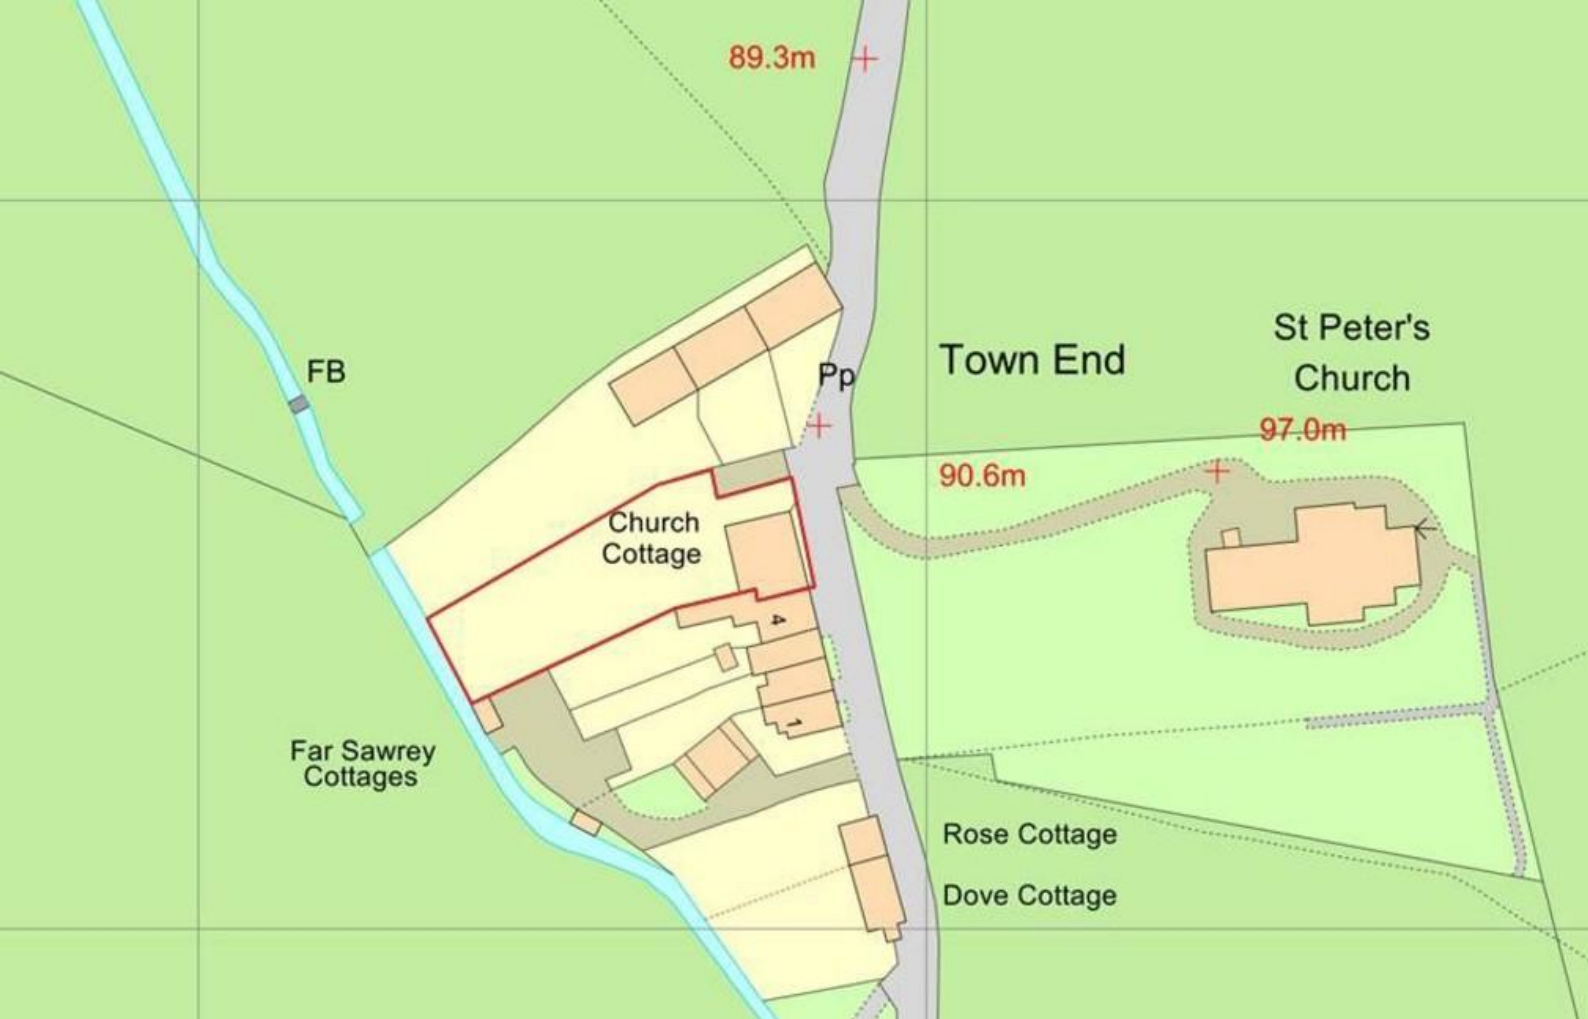 89.3m
St Peter's
Church
Town End
FB
Pp
97.0m
90.6m
Church
Cottage
4
1
Far Sawrey
Cottages
Rose Cottage
Dove Cottage